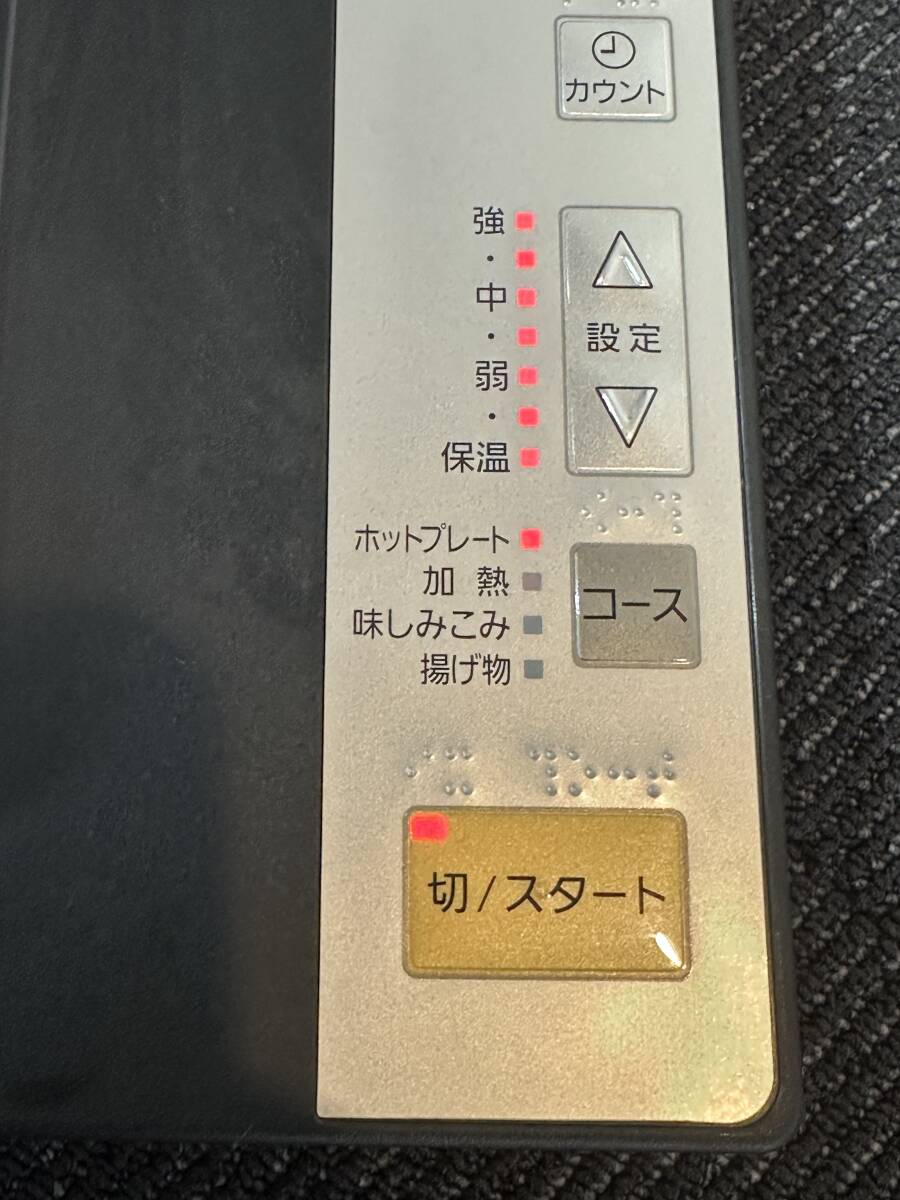 カウント
強
・
中
・
弱
・
保温
設定
ホットプレート
加熱
味しみこみ
揚げ物
コース
切/スタート